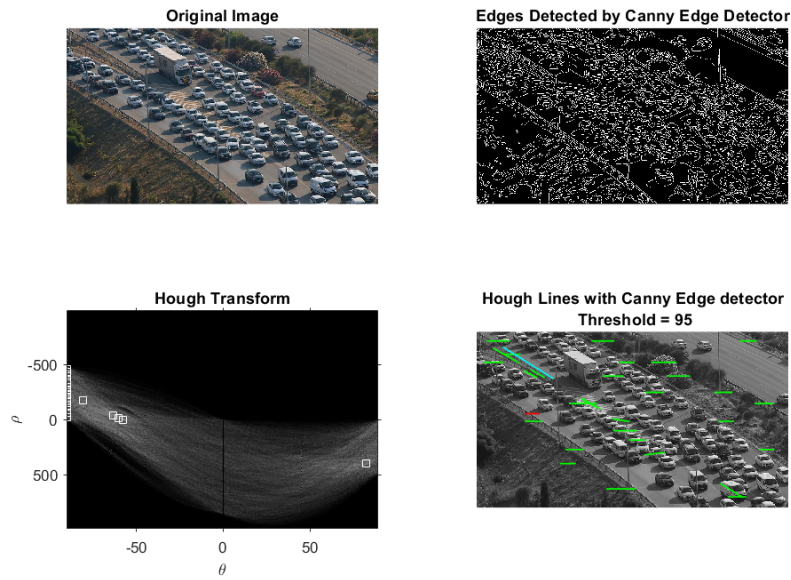 Original Image
Edges Detected by Canny Edge Detector
Hough Transform
-500
0
500
ρ
-50
0
50
θ
Hough Lines with Canny Edge detector
Threshold = 95